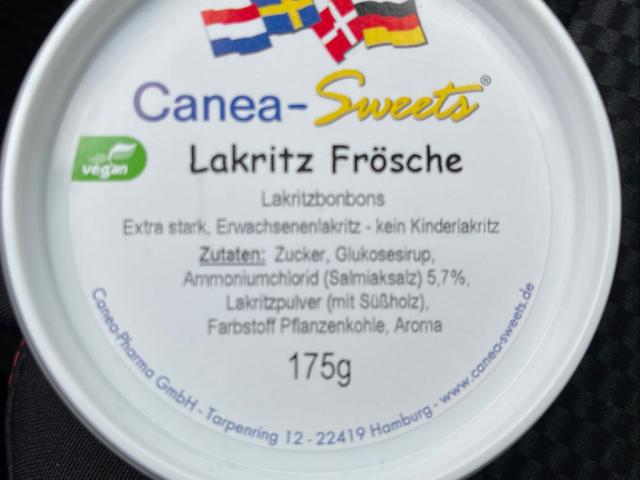 Canea-Sweets®
vegan
Lakritz Frösche
Lakritzbonbons
Extra stark, Erwachsenenlakritz - kein Kinderlakritz
Zutaten: Zucker, Glukosesirup,
Ammoniumchlorid (Salmiaksalz) 5,7%,
Lakritzpulver (mit Süßholz),
Farbstoff Pflanzenkohle, Aroma
175g
Canea-Pharma GmbH - Tarpenring 12 - 22419 Hamburg - www.canea-sweets.de